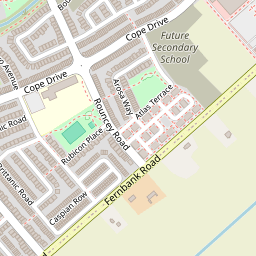 Cope Drive
Future
Secondary
School
Cope Drive
Arosa Way
Atlas Terrace
Rouncey Road
Rubicon Place
Fernbank Road
Caspian Row